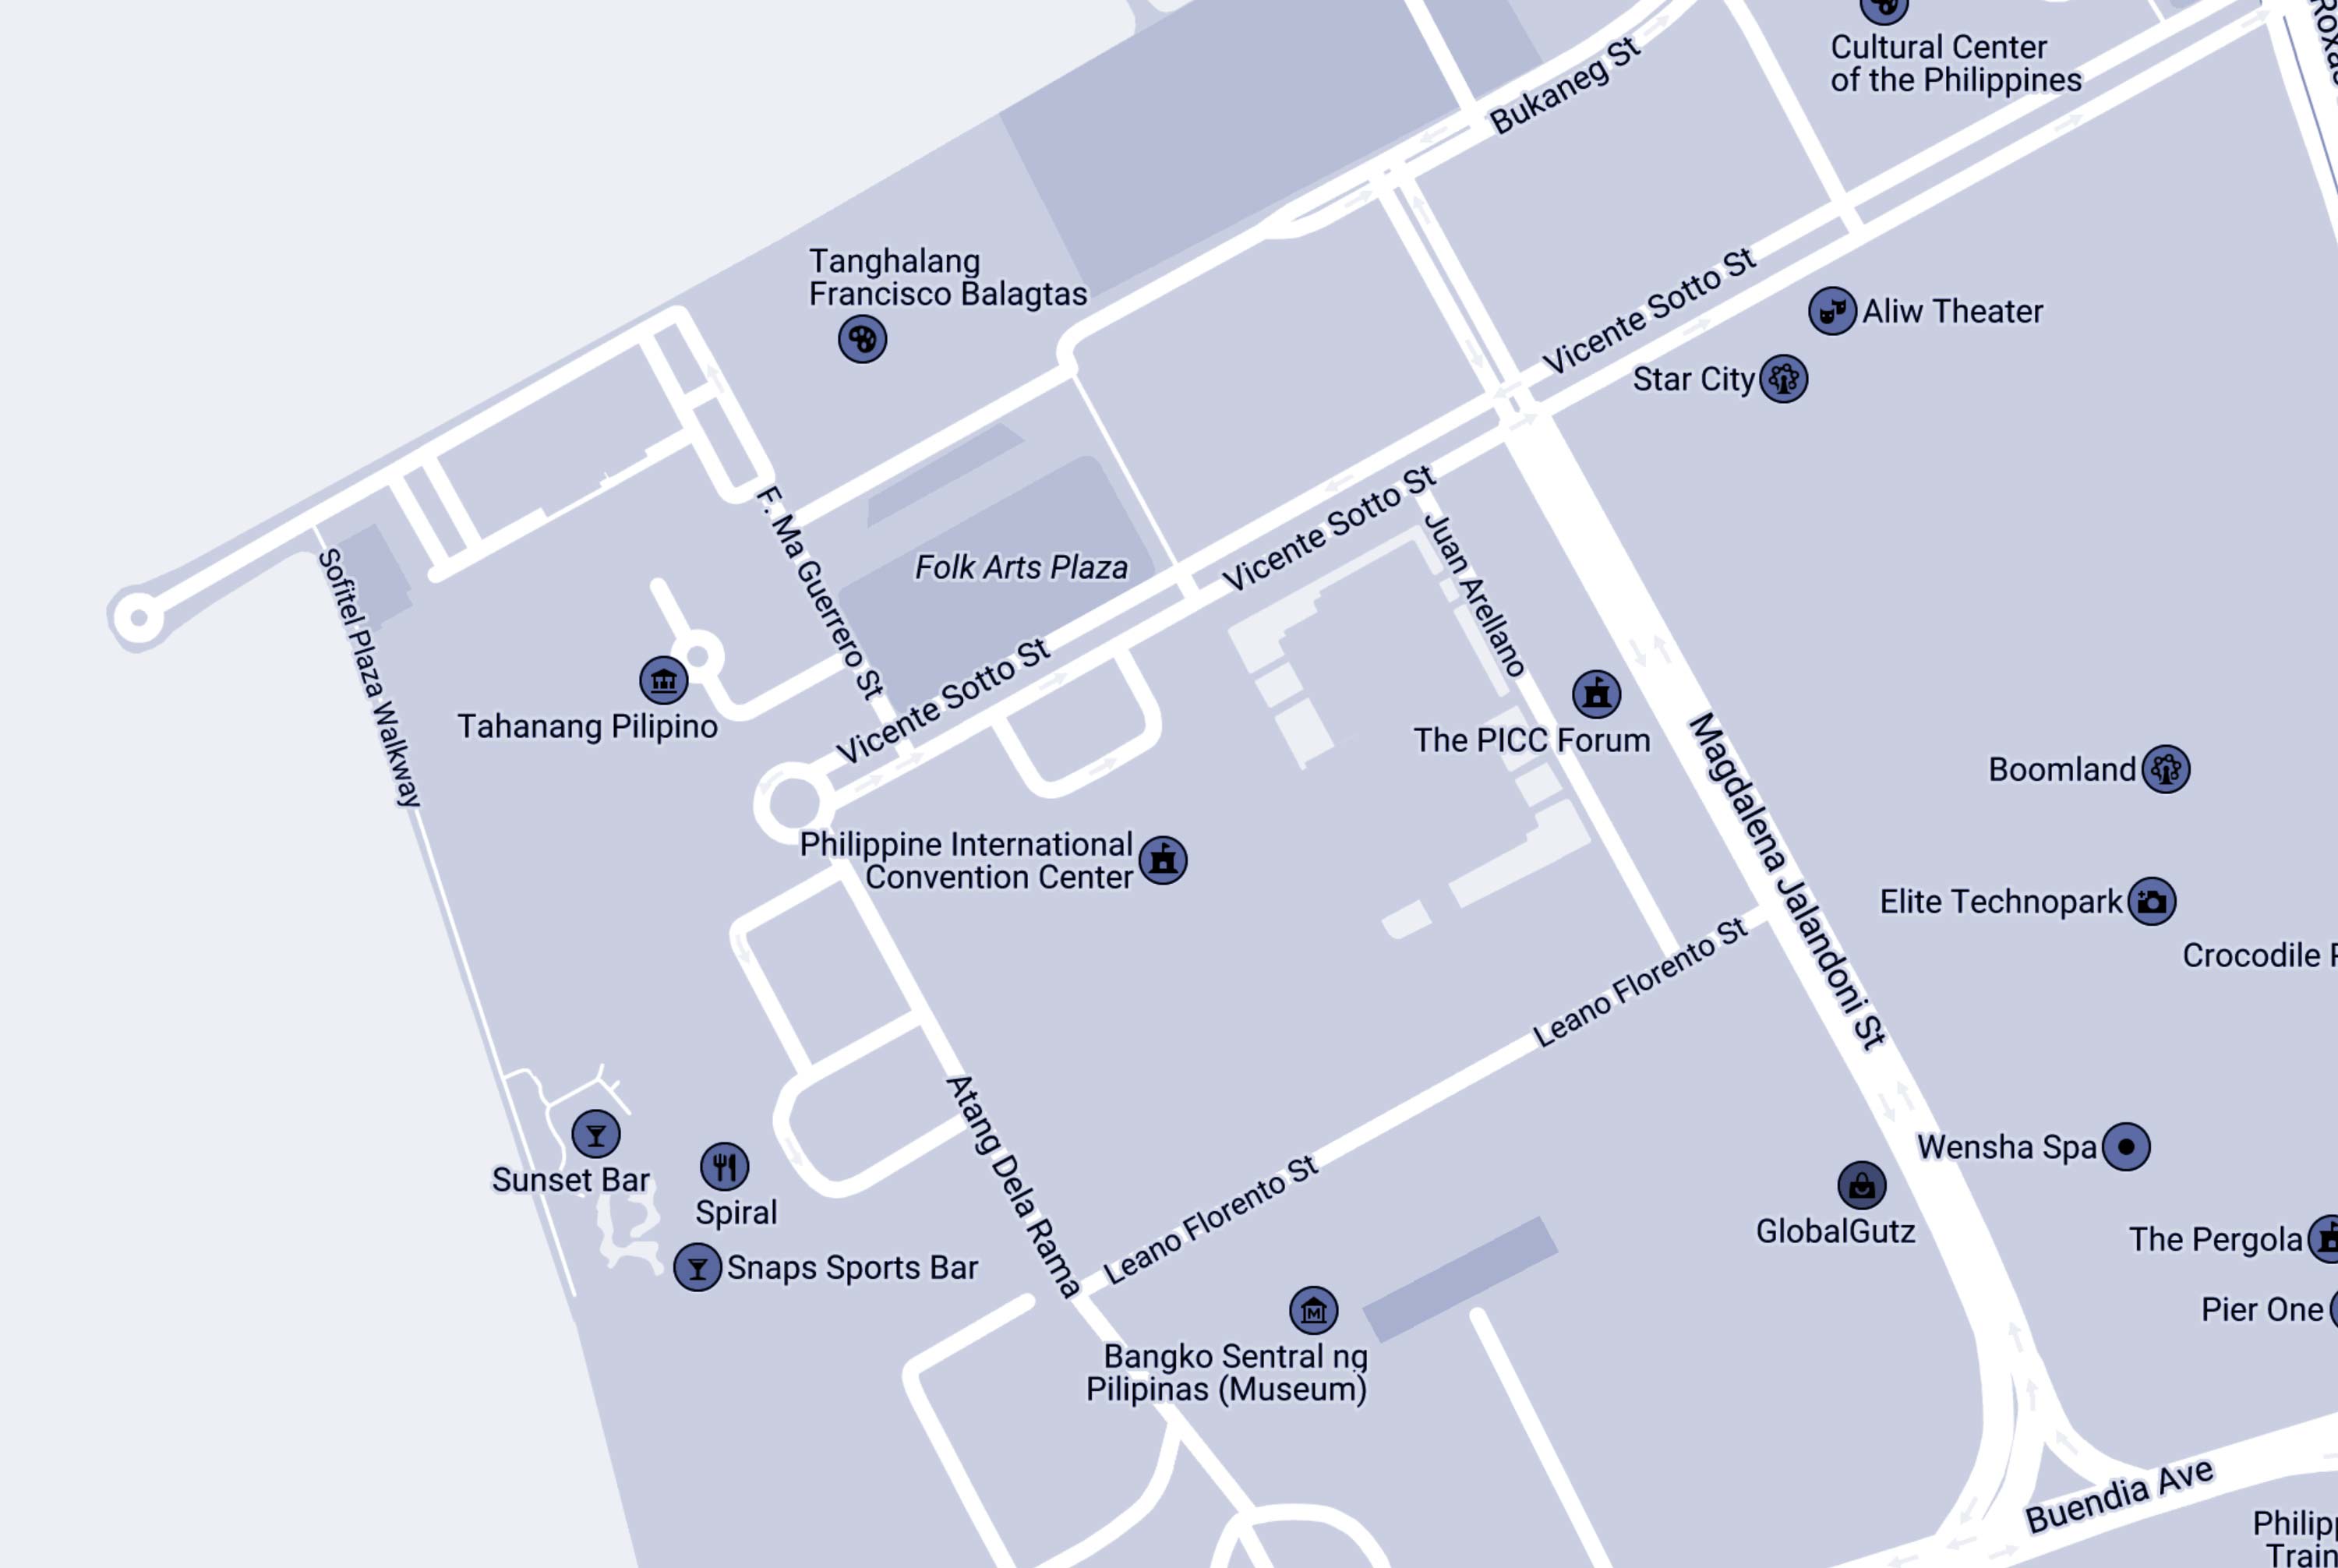 Cultural Center
of the Philippines
Bukaneg St
Tanghalang
Francisco Balagtas
Vicente Sotto St
Aliw Theater
Star City
Vicente Sotto St
F. Ma Guerrero St
Juan Arellano
Folk Arts Plaza
Sofitel Plaza Walkway
Vicente Sotto St
Tahanang Pilipino
The PICC Forum
Magdalena Jalandoni St
Boomland
Philippine International
Convention Center
Elite Technopark
Crocodile
Leano Florento St
Atang Dela Rama
Wensha Spa
Sunset Bar
Spiral
Leano Florento St
GlobalGutz
The Pergola
Snaps Sports Bar
Pier One
Bangko Sentral ng
Pilipinas (Museum)
Buendia Ave